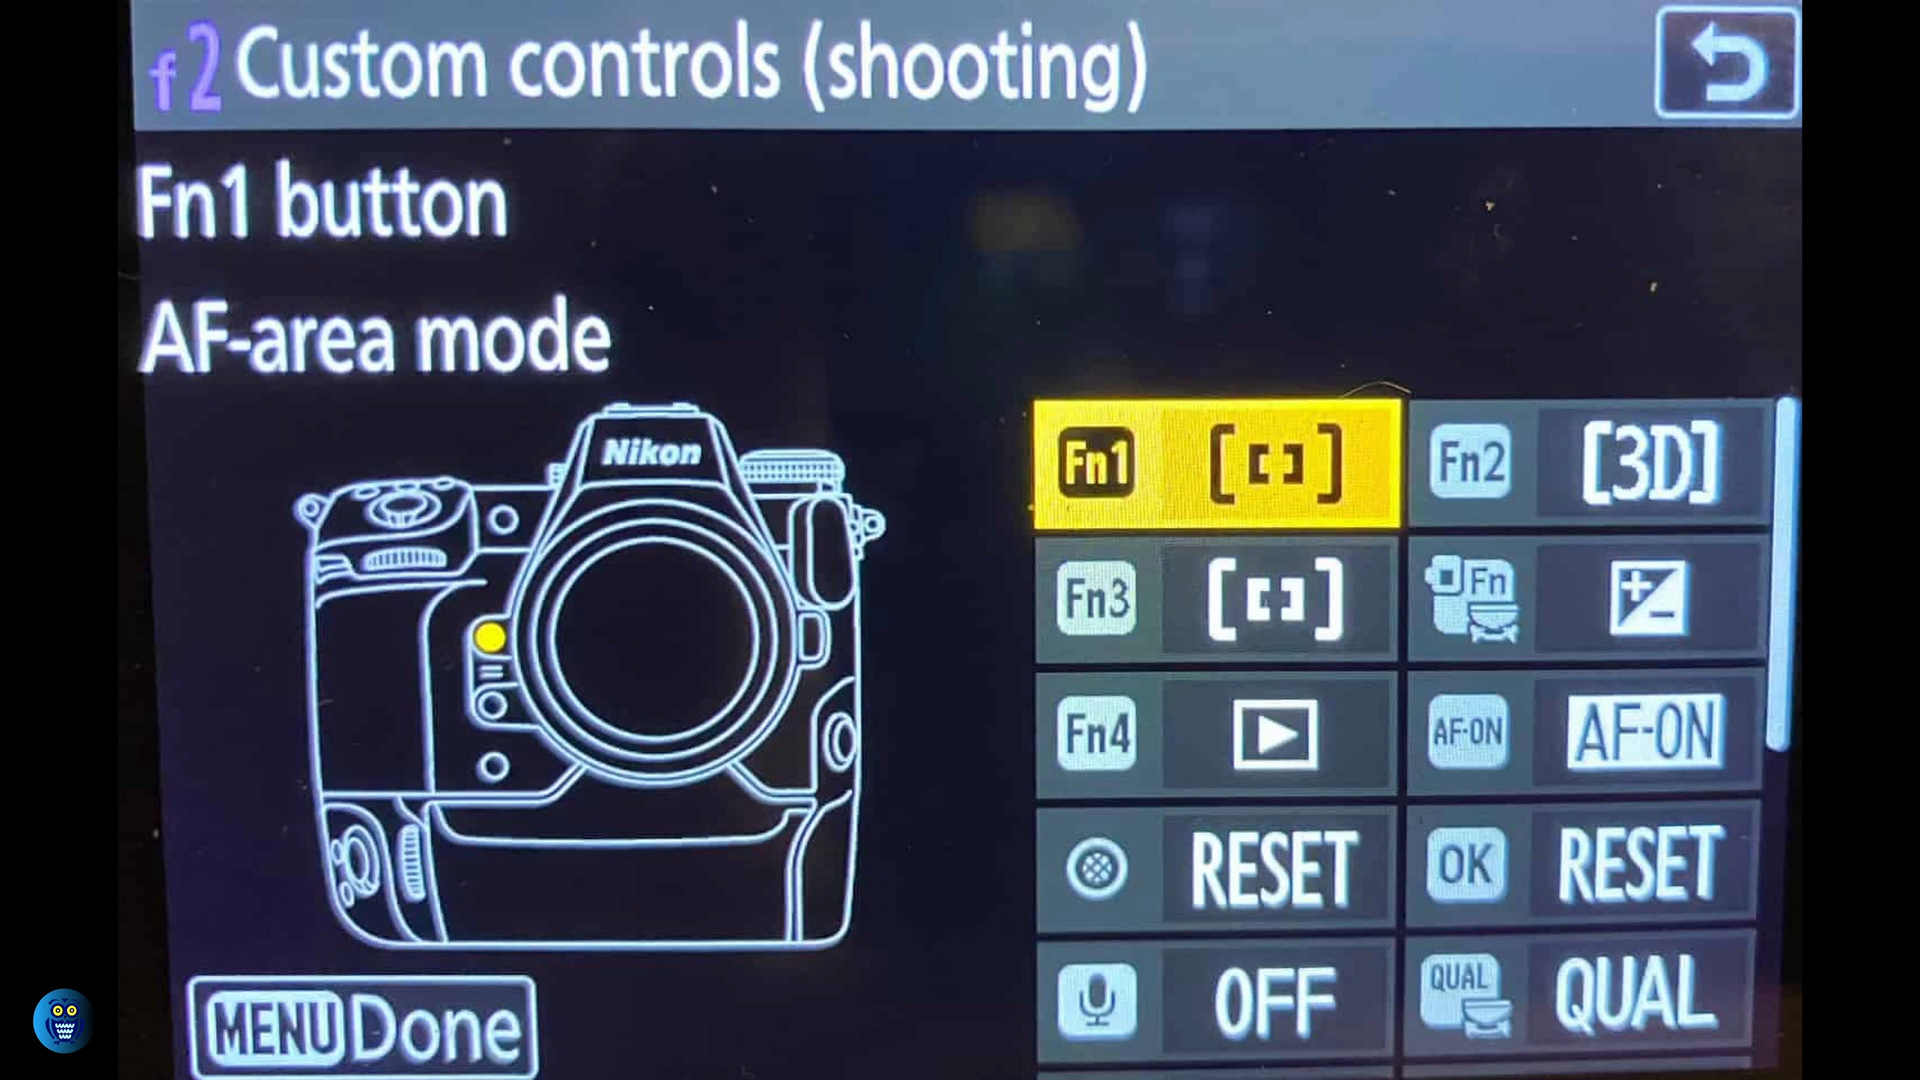 f2 Custom controls (shooting)
Fn1 button
AF-area mode
Nikon
Fn1 Fn2 [3D]
Fn3 Fn
Fn4 AF-ON AF-ON
RESET OK RESET
OFF QUAL QUAL
MENU Done